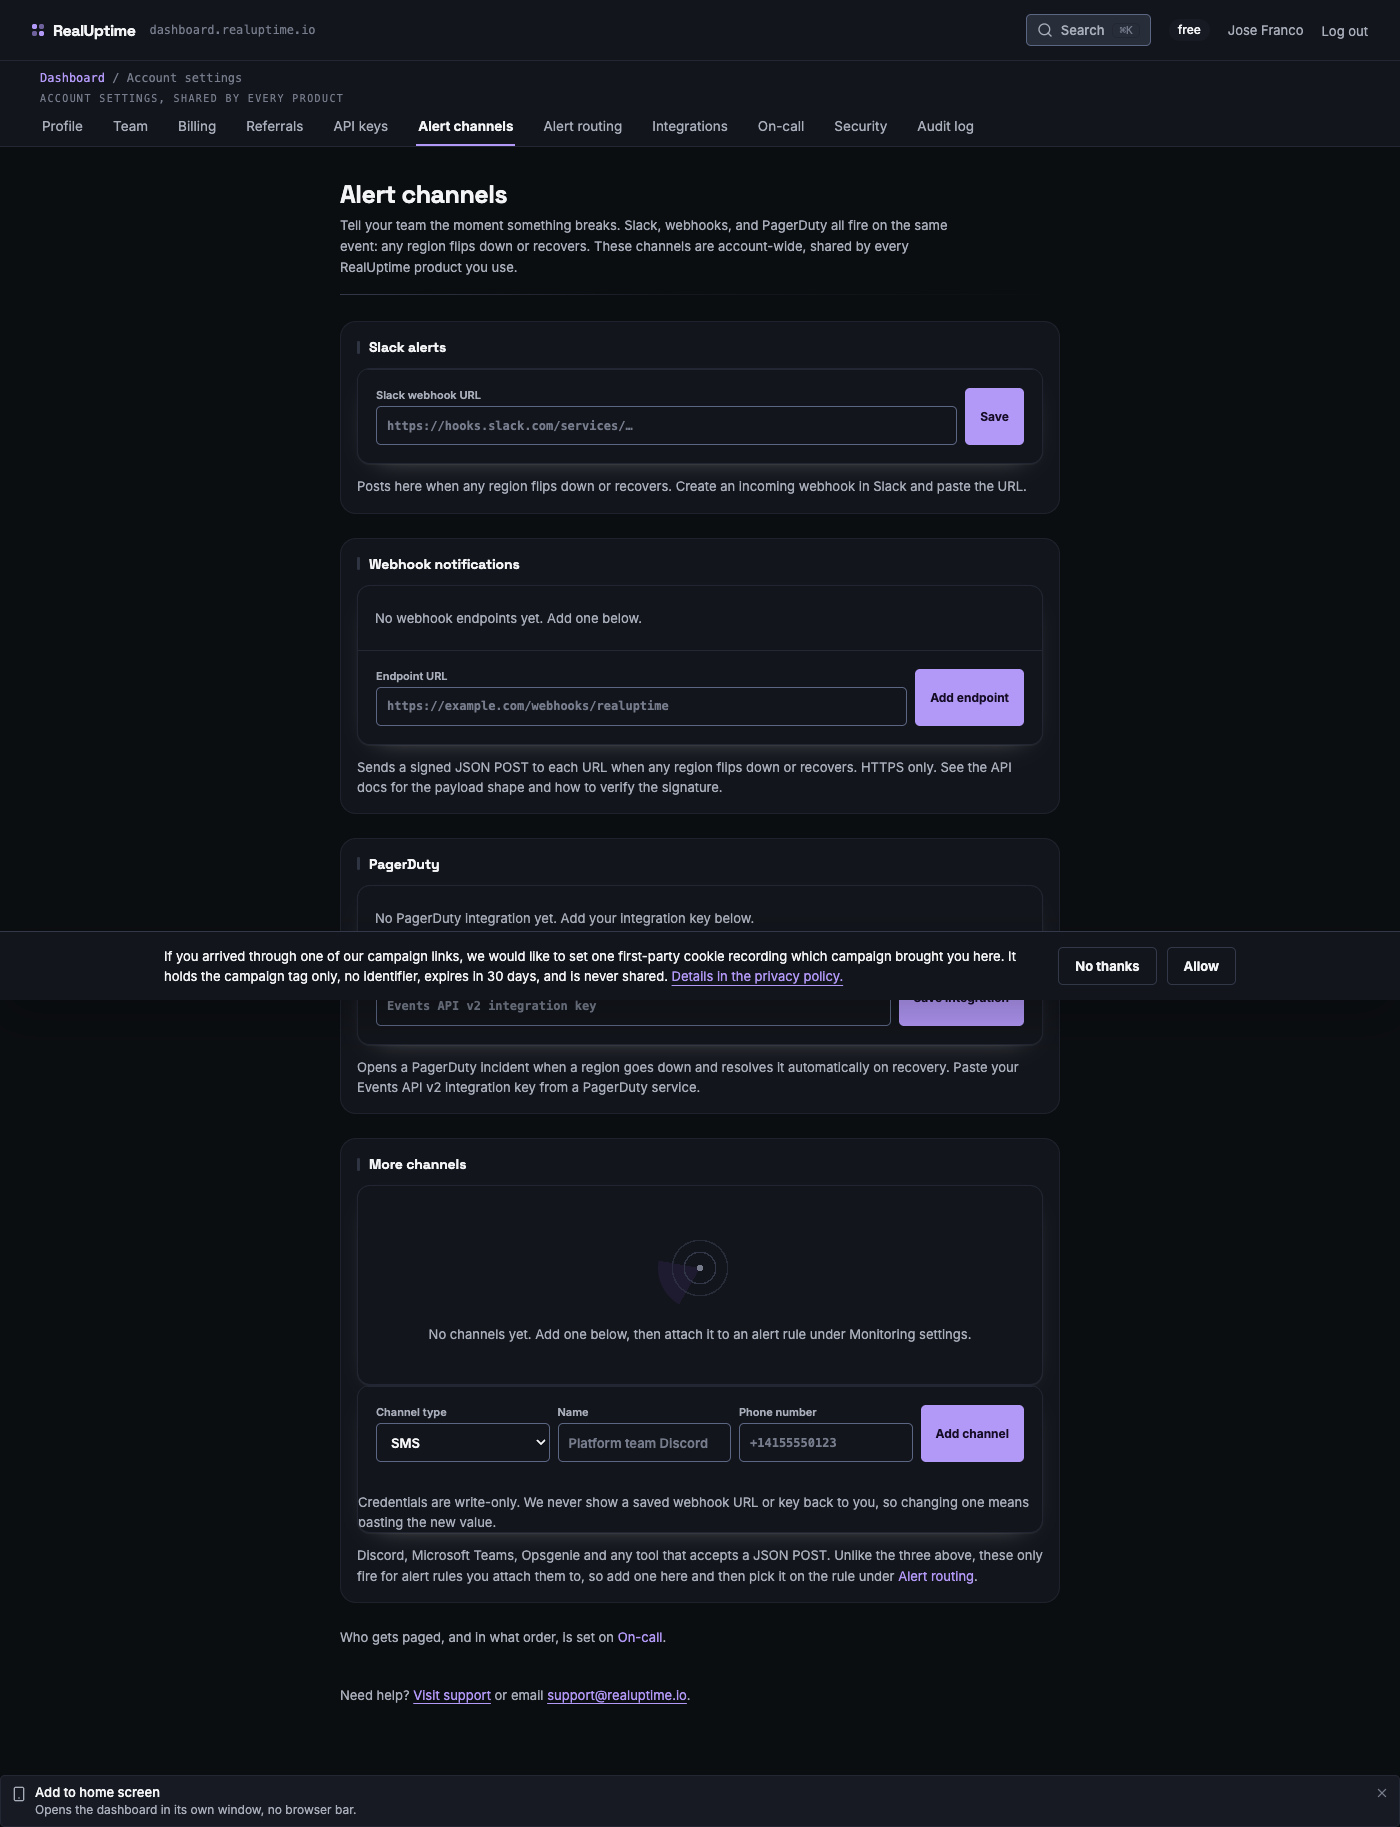 RealUptime dashboard.realuptime.io Search ⌘K free Jose Franco Log out
Dashboard / Account settings
ACCOUNT SETTINGS, SHARED BY EVERY PRODUCT
Profile Team Billing Referrals API keys Alert channels Alert routing Integrations On-call Security Audit log
Alert channels
Tell your team the moment something breaks. Slack, webhooks, and PagerDuty all fire on the same
event: any region flips down or recovers. These channels are account-wide, shared by every
RealUptime product you use.
Slack alerts
Slack webhook URL
https://hooks.slack.com/services/…
Save
Posts here when any region flips down or recovers. Create an incoming webhook in Slack and paste the URL.
Webhook notifications
No webhook endpoints yet. Add one below.
Endpoint URL
https://example.com/webhooks/realuptime
Add endpoint
Sends a signed JSON POST to each URL when any region flips down or recovers. HTTPS only. See the API
docs for the payload shape and how to verify the signature.
PagerDuty
No PagerDuty integration yet. Add your integration key below.
If you arrived through one of our campaign links, we would like to set one first-party cookie recording which campaign brought you here. It
holds the campaign tag only, no identifier, expires in 30 days, and is never shared. Details in the privacy policy.
No thanks
Allow
Events API v2 integration key
Save integration
Opens a PagerDuty incident when a region goes down and resolves it automatically on recovery. Paste your
Events API v2 integration key from a PagerDuty service.
More channels
No channels yet. Add one below, then attach it to an alert rule under Monitoring settings.
Channel type Name Phone number
SMS Platform team Discord +14155550123 Add channel
Credentials are write-only. We never show a saved webhook URL or key back to you, so changing one means
pasting the new value.
Discord, Microsoft Teams, Opsgenie and any tool that accepts a JSON POST. Unlike the three above, these only
fire for alert rules you attach them to, so add one here and then pick it on the rule under Alert routing.
Who gets paged, and in what order, is set on On-call.
Need help? Visit support or email support@realuptime.io.
Add to home screen
Opens the dashboard in its own window, no browser bar.